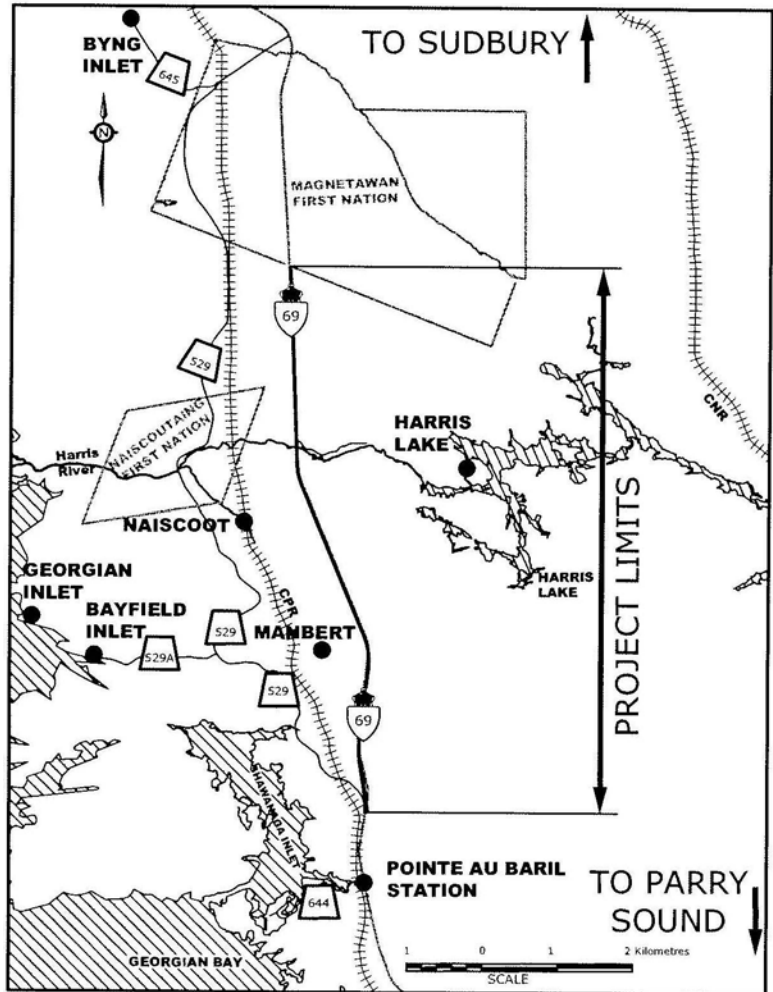 BYNG
INLET
645
TO SUDBURY
N
MAGNETAWAN
FIRST NATION
69
529
CNR
NAISCOUTAING
FIRST NATION
Harris
River
HARRIS
LAKE
NAISCOOT
HARRIS
LAKE
GEORGIAN
INLET
BAYFIELD
INLET
CPR
529
529A
MANBERT
529
69
PROJECT LIMITS
SHAWANAGA INLET
POINTE AU BARIL
STATION
644
TO PARRY
SOUND
GEORGIAN BAY
1 0 1 2 Kilometres
SCALE